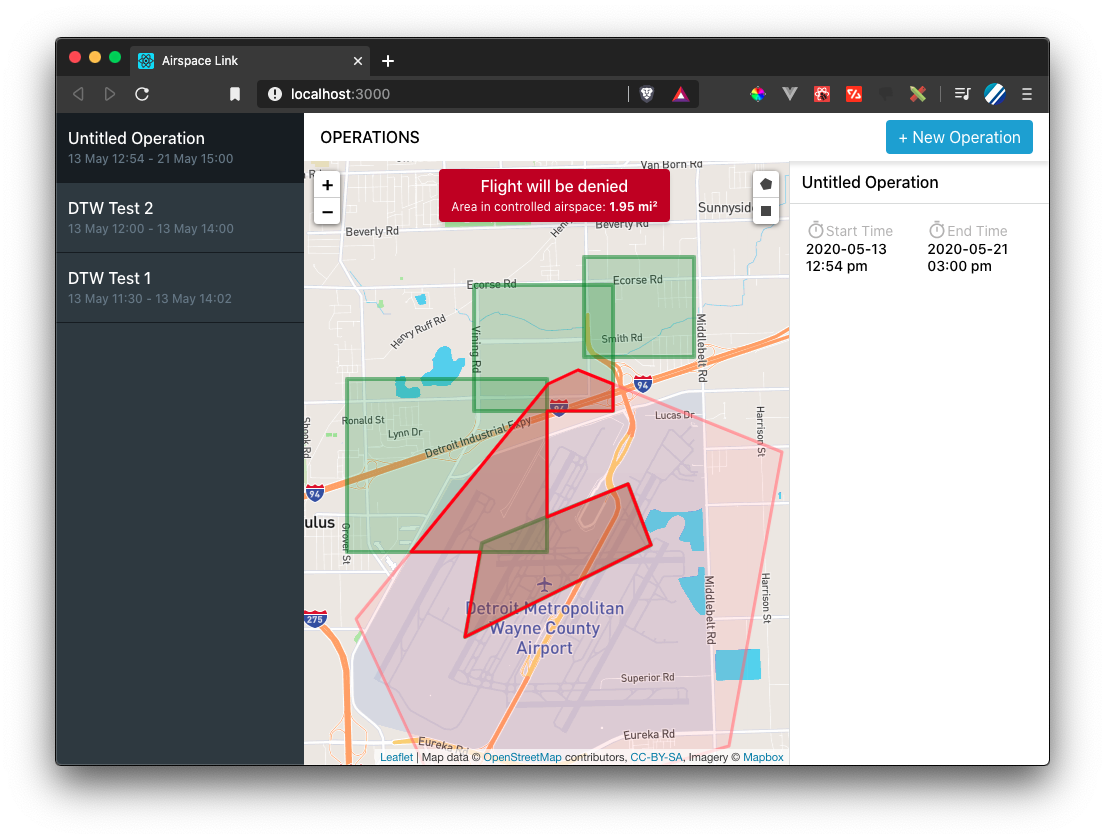 Airspace Link
localhost:3000
Untitled Operation
13 May 12:54 - 21 May 15:00
DTW Test 2
13 May 12:00 - 13 May 14:00
DTW Test 1
13 May 11:30 - 13 May 14:02
OPERATIONS
+ New Operation
+
−
Flight will be denied
Area in controlled airspace: 1.95 mi²
Van Born Rd
Sunnyside
Beverly Rd
Beverly Rd
Ecorse Rd
Ecorse Rd
Henry Ruff Rd
Vining Rd
Smith Rd
Middlebelt Rd
94
94
Ronald St
Lynn Dr
Detroit Industrial Expy
Lucas Dr
Harrison St
94
ulus
Grover St
275
Detroit Metropolitan
Wayne County
Airport
Middlebelt Rd
Harrison St
Superior Rd
Eureka Rd
Eureka Rd
Leaflet | Map data © OpenStreetMap contributors, CC-BY-SA, Imagery © Mapbox
Untitled Operation
Start Time
2020-05-13
12:54 pm
End Time
2020-05-21
03:00 pm